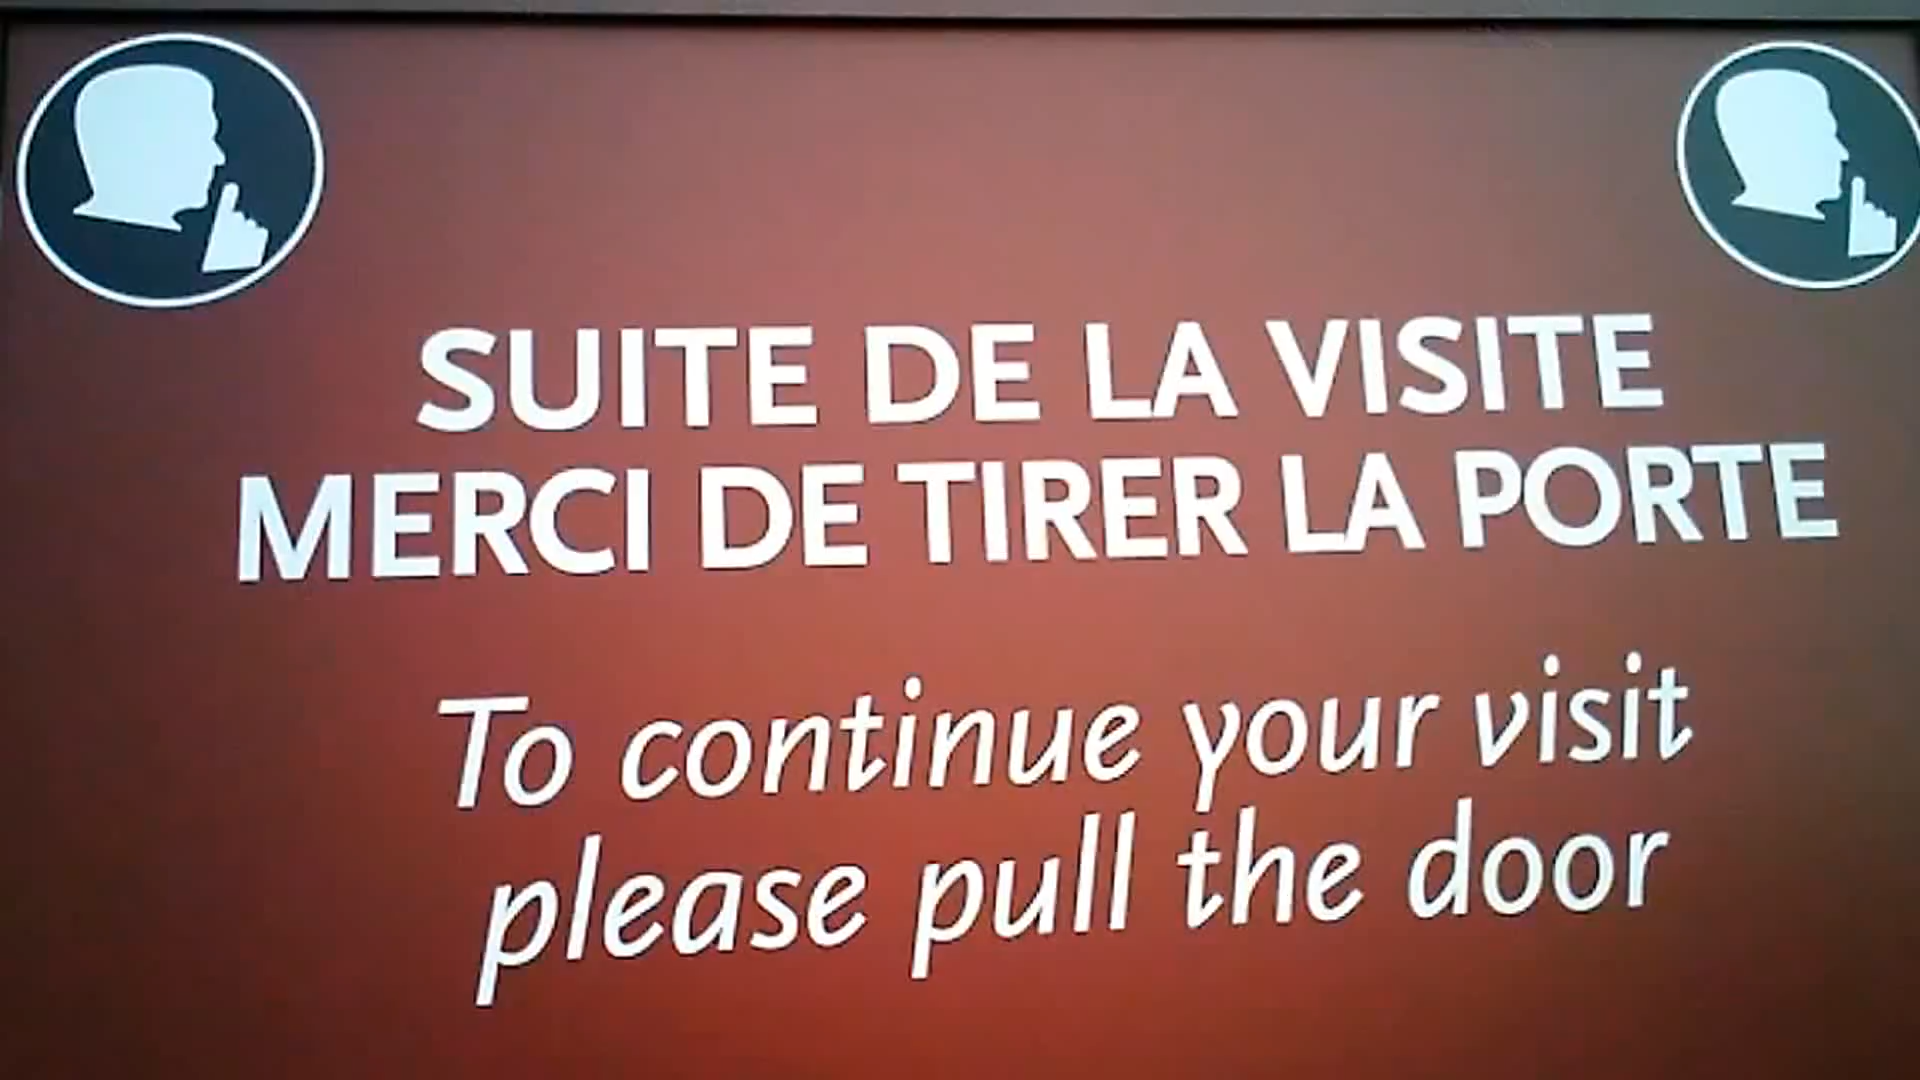 SUITE DE LA VISITE
MERCI DE TIRER LA PORTE
To continue your visit
please pull the door